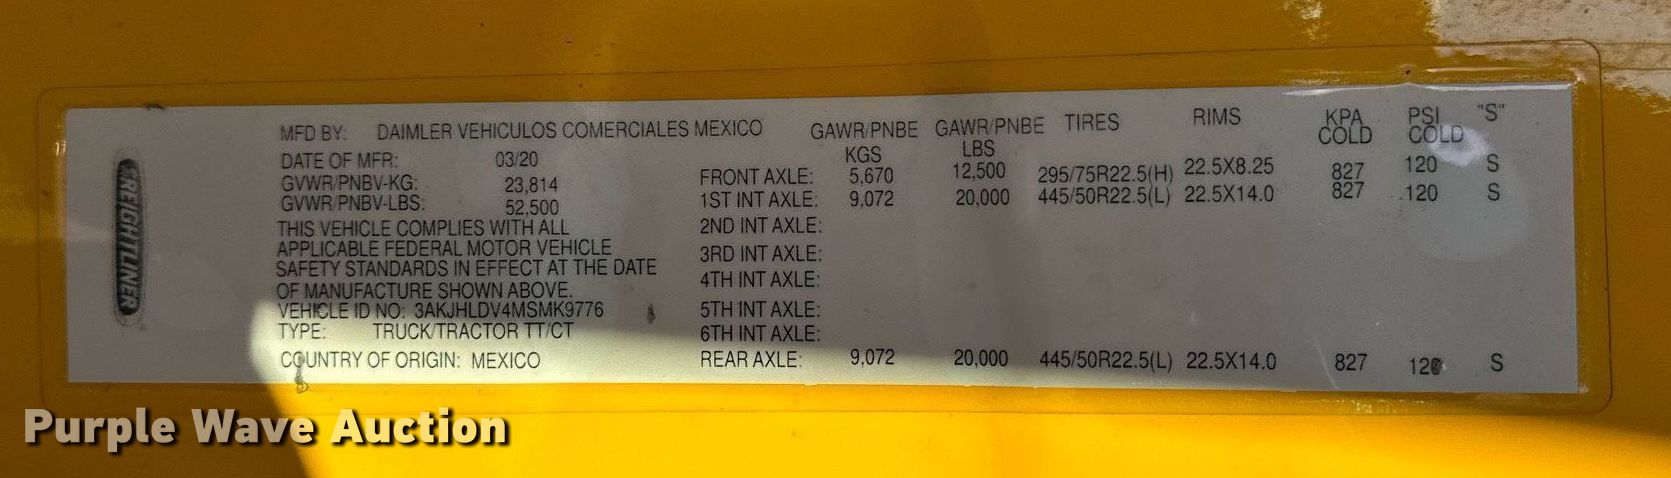 FREIGHTLINER
MFD BY: DAIMLER VEHICULOS COMERCIALES MEXICO
DATE OF MFR: 03/20
GVWR/PNBV-KG: 23,814
GVWR/PNBV-LBS: 52,500
THIS VEHICLE COMPLIES WITH ALL
APPLICABLE FEDERAL MOTOR VEHICLE
SAFETY STANDARDS IN EFFECT AT THE DATE
OF MANUFACTURE SHOWN ABOVE.
VEHICLE ID NO: 3AKJHLDV4MSMK9776
TYPE: TRUCK/TRACTOR TT/CT
COUNTRY OF ORIGIN: MEXICO
GAWR/PNBE KGS GAWR/PNBE LBS TIRES RIMS KPA COLD PSI COLD "S"
FRONT AXLE: 5,670 12,500 295/75R22.5(H) 22.5X8.25 827 120 S
1ST INT AXLE: 9,072 20,000 445/50R22.5(L) 22.5X14.0 827 120 S
2ND INT AXLE:
3RD INT AXLE:
4TH INT AXLE:
5TH INT AXLE:
6TH INT AXLE:
REAR AXLE: 9,072 20,000 445/50R22.5(L) 22.5X14.0 827 120 S
Purple Wave Auction